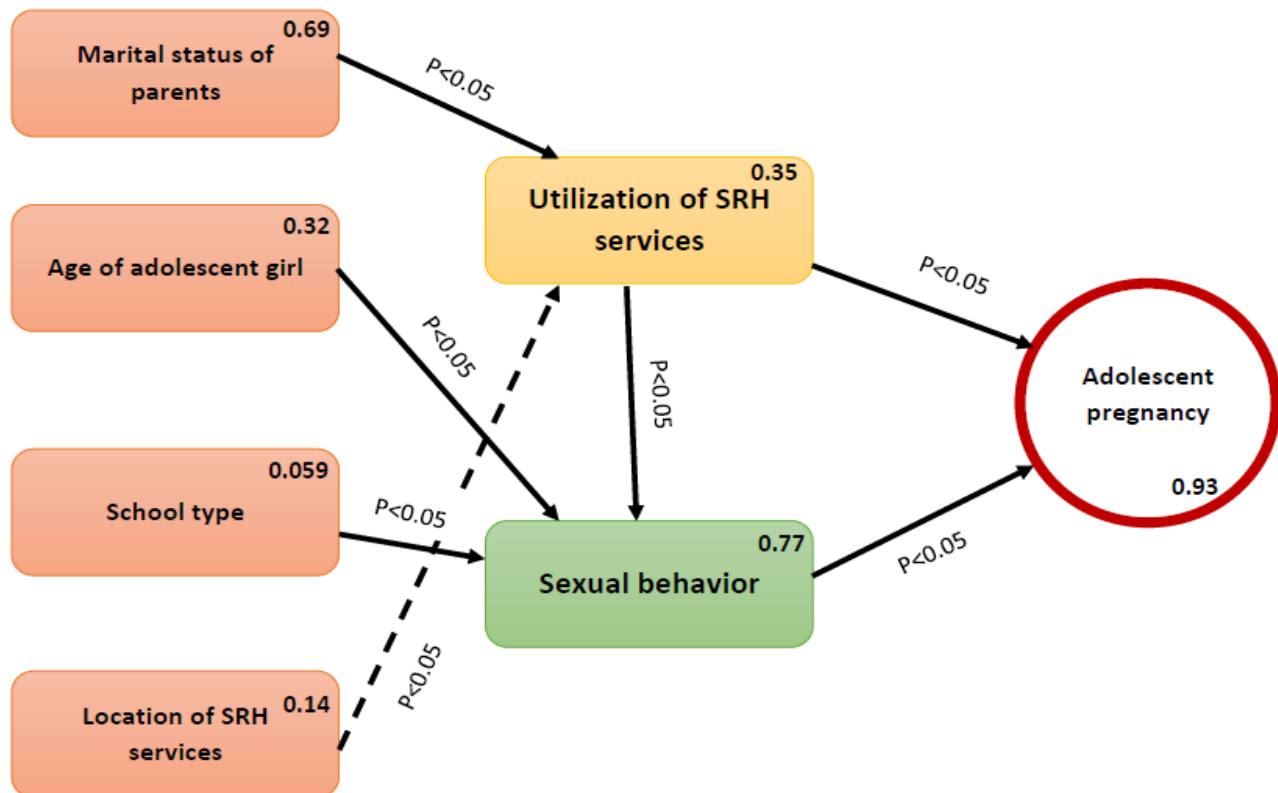 0.69
Marital status of
parents
P<0.05
0.35
Utilization of SRH
services
0.32
Age of adolescent girl
P<0.05
P<0.05
P<0.05
Adolescent
pregnancy
0.93
0.059
School type
P<0.05
0.77
Sexual behavior
P<0.05
0.14
Location of SRH
services
P<0.05